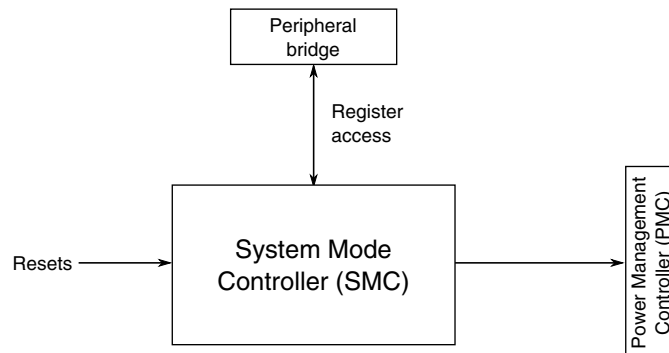 Peripheral
bridge
Register
access
System Mode
Controller (SMC)
Resets
Power Management
Controller (PMC)